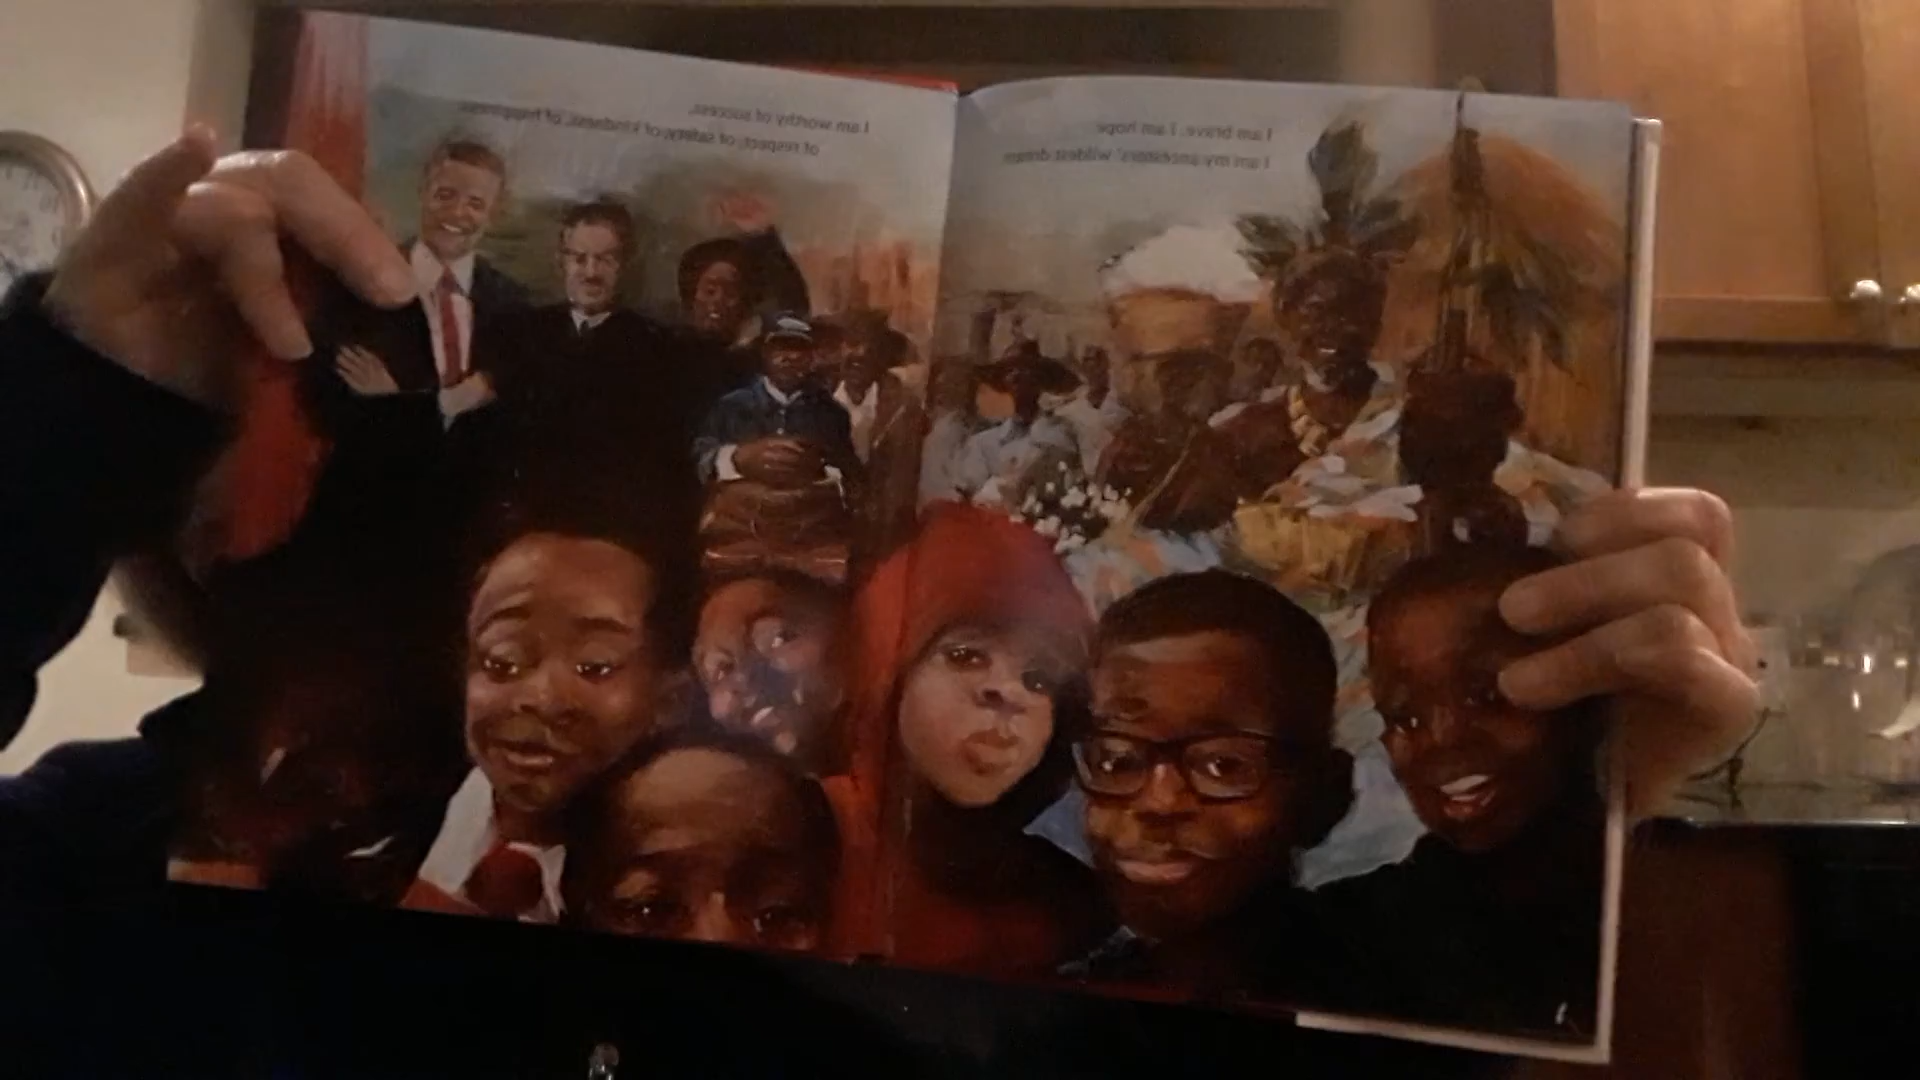 I am brave. I am hope.
I am my ancestors' wildest dream.
I am worthy of success,
of respect, of safety, of kindness, of happiness.